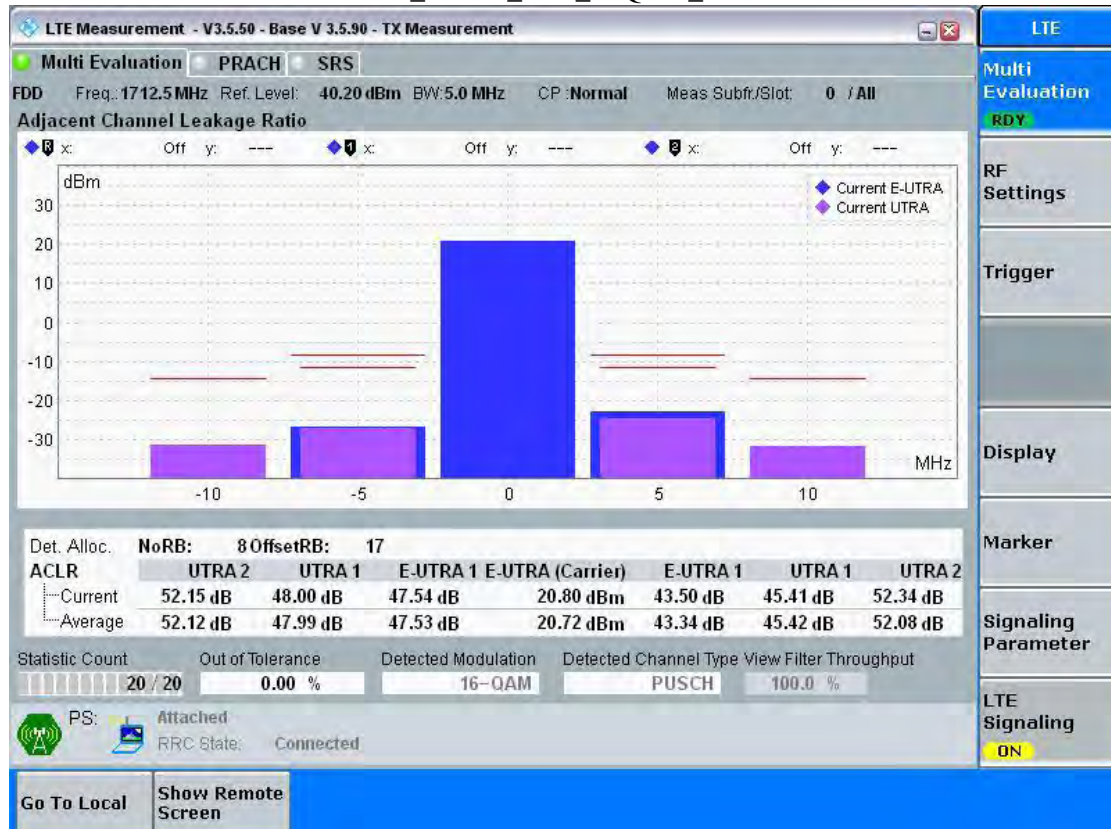 LTE Measurement - V3.5.50 - Base V 3.5.90 - TX Measurement
LTE
Multi Evaluation PRACH SRS
FDD Freq.: 1712.5 MHz Ref. Level: 40.20 dBm BW: 5.0 MHz CP :Normal Meas Subfr./Slot: 0 / All
Adjacent Channel Leakage Ratio
R x: Off y: --- 1 x: Off y: --- 2 x: Off y: ---
dBm
Current E-UTRA
Current UTRA
30
20
10
0
-10
-20
-30
MHz
-10 -5 0 5 10
Det. Alloc. NoRB: 8 OffsetRB: 17
ACLR UTRA 2 UTRA 1 E-UTRA 1 E-UTRA (Carrier) E-UTRA 1 UTRA 1 UTRA 2
Current 52.15 dB 48.00 dB 47.54 dB 20.80 dBm 43.50 dB 45.41 dB 52.34 dB
Average 52.12 dB 47.99 dB 47.53 dB 20.72 dBm 43.34 dB 45.42 dB 52.08 dB
Statistic Count Out of Tolerance Detected Modulation Detected Channel Type View Filter Throughput
20 / 20 0.00 % 16-QAM PUSCH 100.0 %
PS: Attached
RRC State: Connected
Multi
Evaluation
RDY
RF
Settings
Trigger
Display
Marker
Signaling
Parameter
LTE
Signaling
ON
Go To Local
Show Remote
Screen